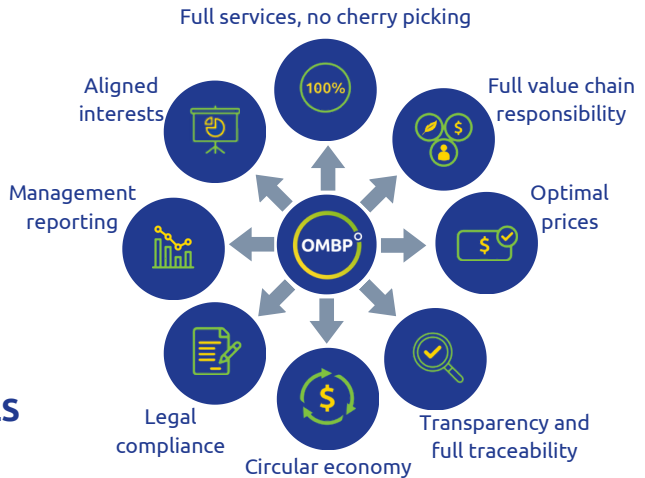 Full services, no cherry picking
100%
Aligned
interests
Full value chain
responsibility
$
Management
reporting
OMBP
Optimal
prices
$
Legal
compliance
$
Transparency and
full traceability
Circular economy